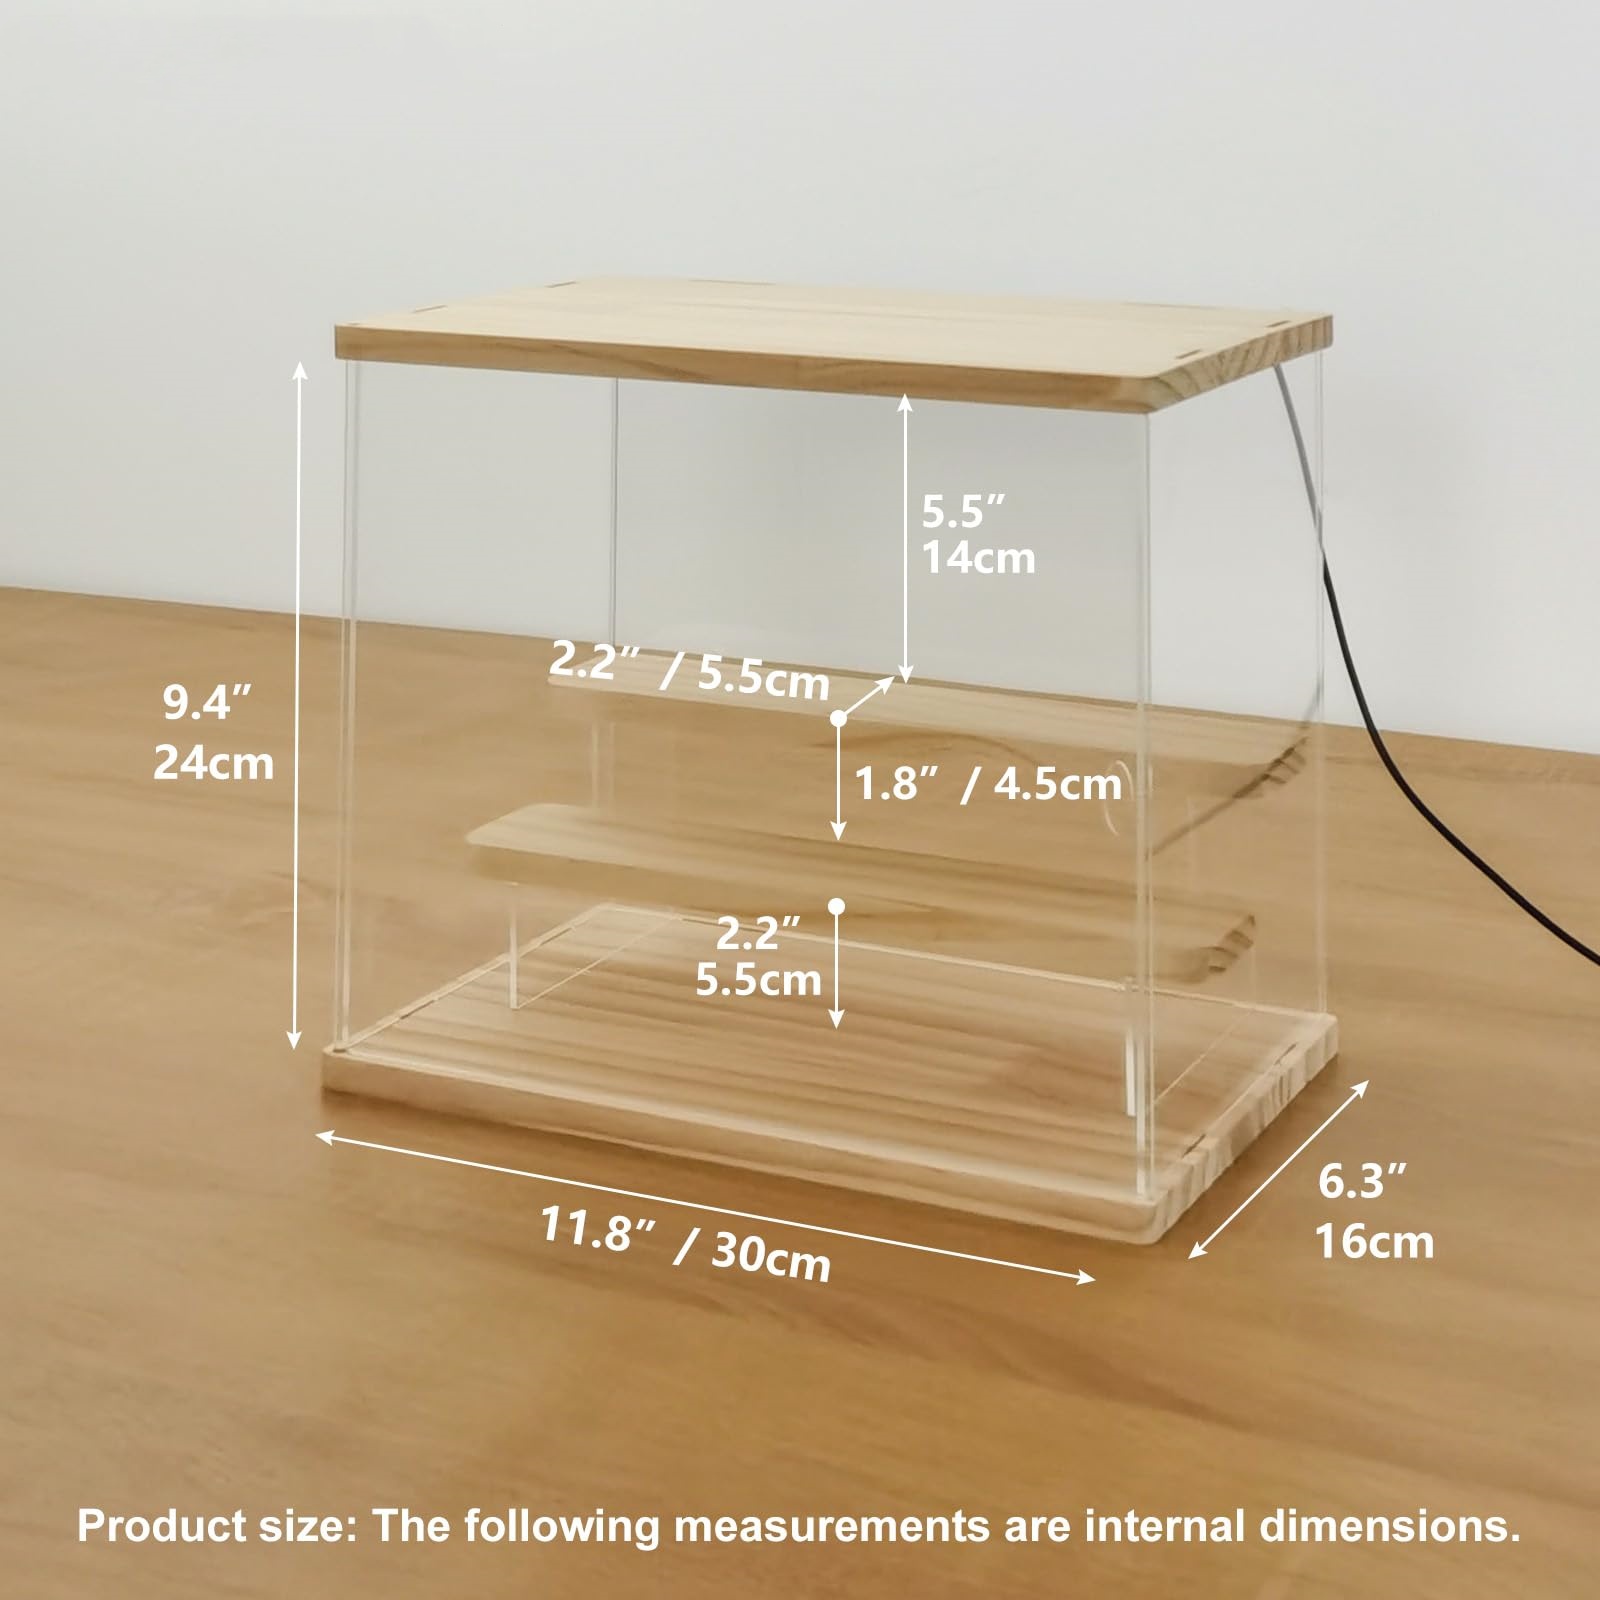 5.5”
14cm
2.2” / 5.5cm
9.4”
24cm
1.8” / 4.5cm
2.2”
5.5cm
6.3”
16cm
11.8” / 30cm
Product size: The following measurements are internal dimensions.